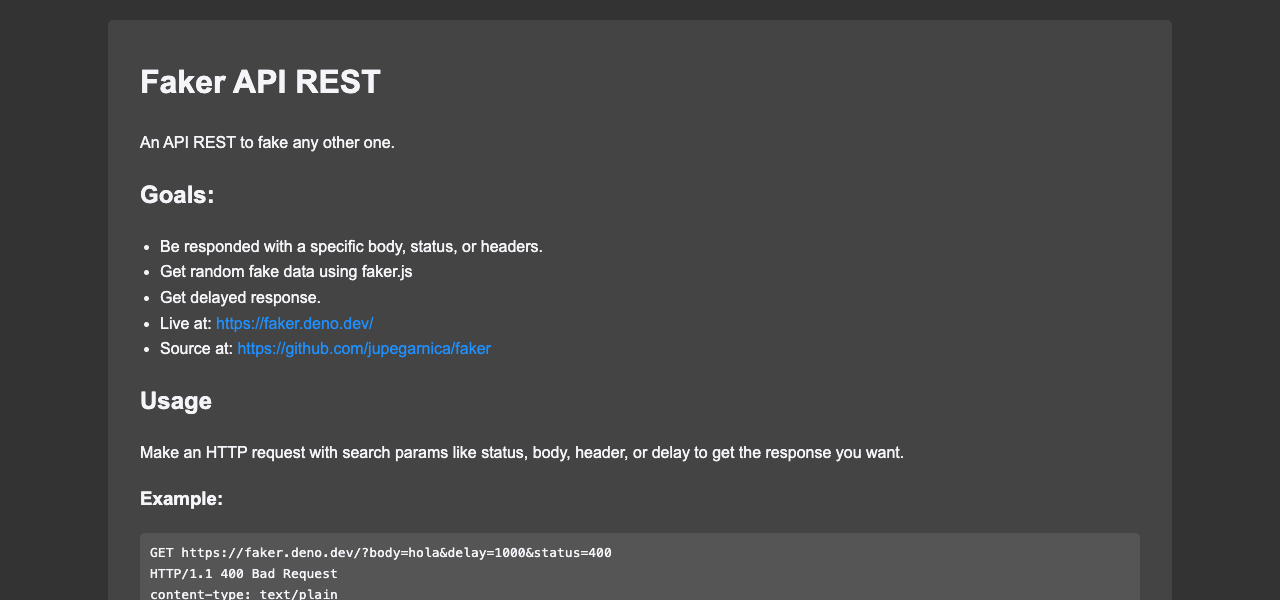 Faker API REST
An API REST to fake any other one.
Goals:
Be responded with a specific body, status, or headers.
Get random fake data using faker.js
Get delayed response.
Live at: https://faker.deno.dev/
Source at: https://github.com/jupegarnica/faker
Usage
Make an HTTP request with search params like status, body, header, or delay to get the response you want.
Example:
GET https://faker.deno.dev/?body=hola&delay=1000&status=400
HTTP/1.1 400 Bad Request
content-type: text/plain